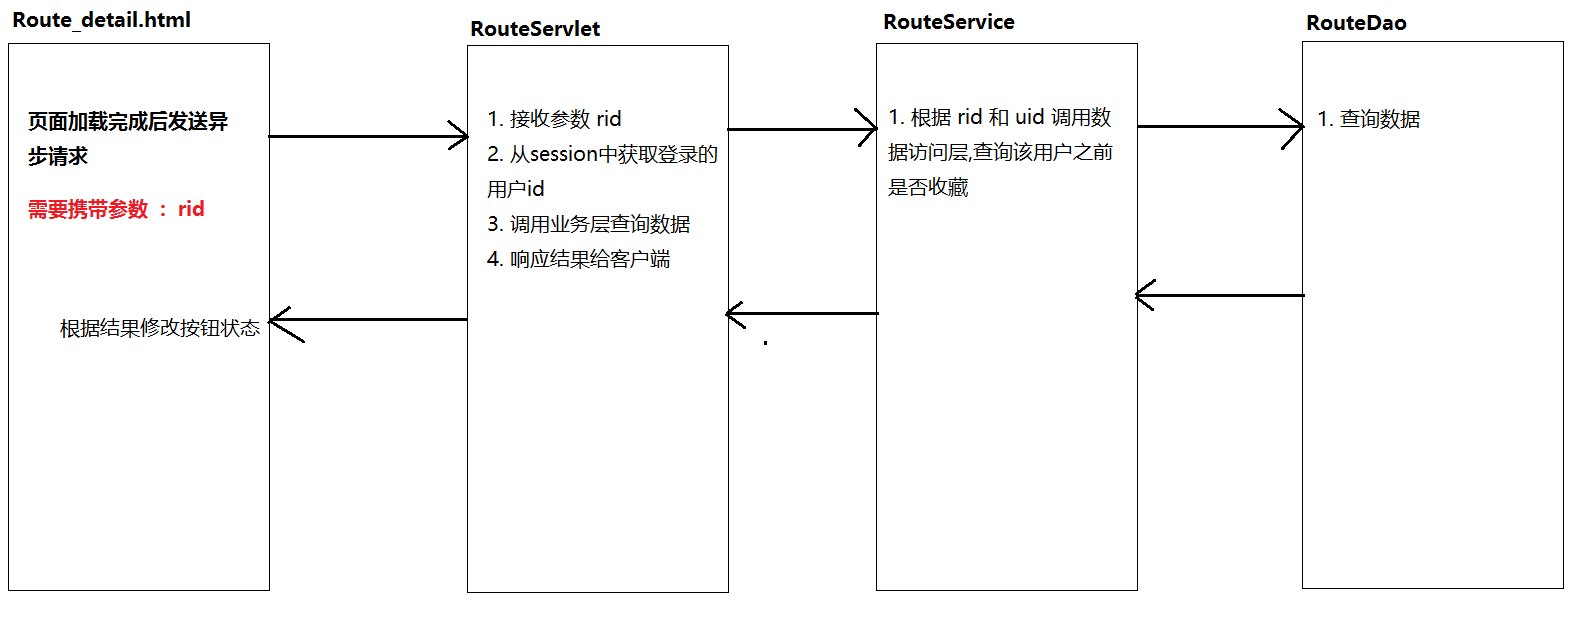 Route_detail.html
页面加载完成后发送异
步请求
需要携带参数 ：rid
根据结果修改按钮状态
RouteServlet
1. 接收参数 rid
2. 从session中获取登录的
用户id
3. 调用业务层查询数据
4. 响应结果给客户端
RouteService
1. 根据 rid 和 uid 调用数
据访问层,查询该用户之前
是否收藏
RouteDao
1. 查询数据